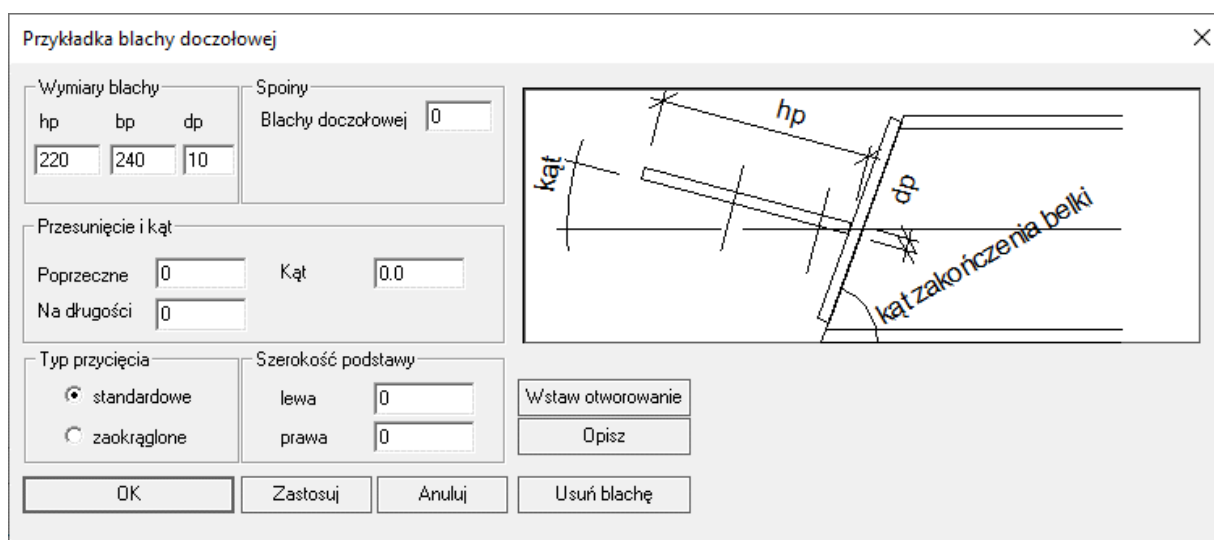 Przykładka blachy doczołowej
Wymiary blachy
hp bp dp
220 240 10
Spoiny
Blachy doczołowej 0
Przesunięcie i kąt
Poprzeczne 0 Kąt 0.0
Na długości 0
Typ przycięcia
standardowe
zaokrąglone
Szerokość podstawy
lewa 0
prawa 0
hp
kąt
dp
kąt zakończenia belki
Wstaw otworowanie
Opisz
OK Zastosuj Anuluj Usuń blachę